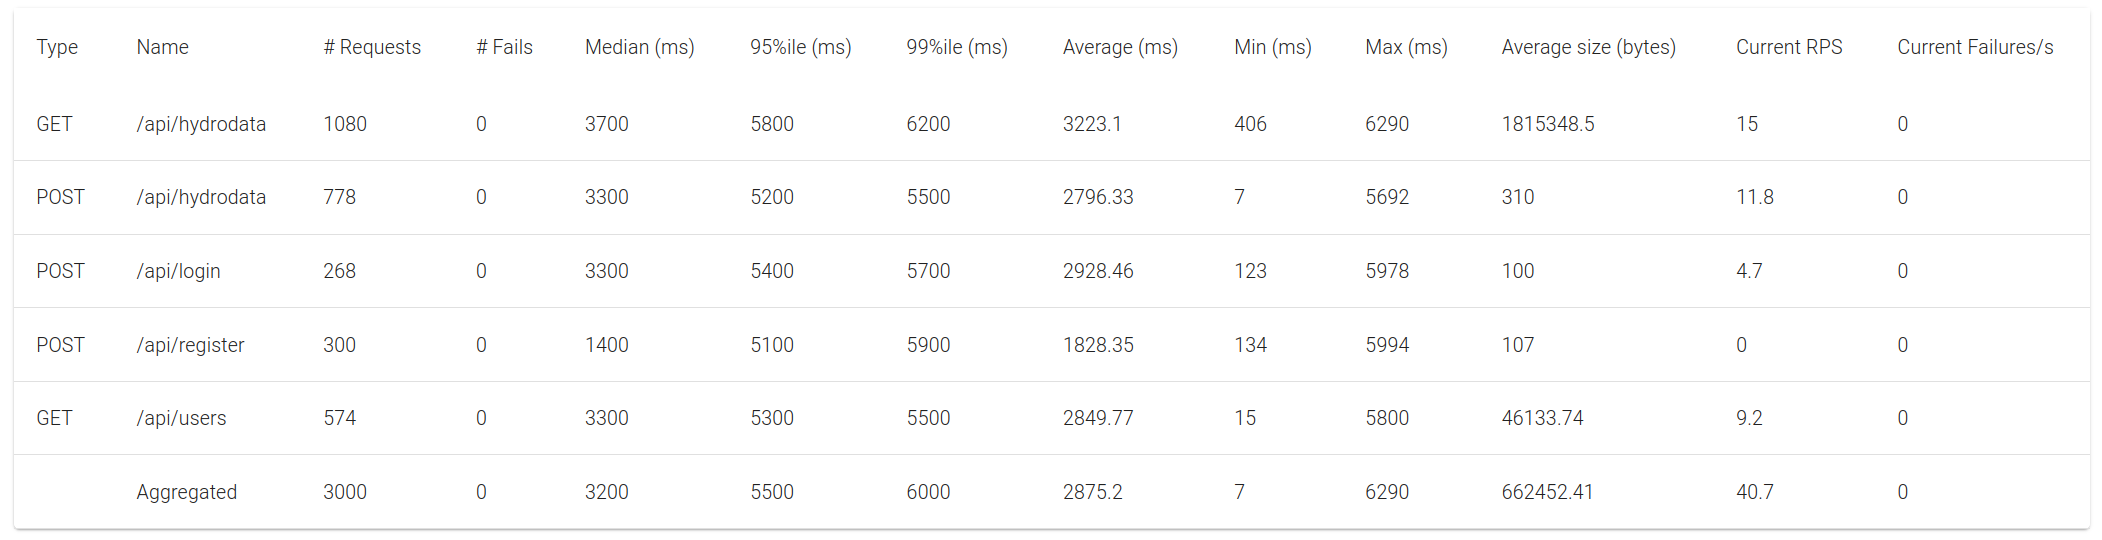 Type Name # Requests # Fails Median (ms) 95%ile (ms) 99%ile (ms) Average (ms) Min (ms) Max (ms) Average size (bytes) Current RPS Current Failures/s
GET /api/hydrodata 1080 0 3700 5800 6200 3223.1 406 6290 1815348.5 15 0
POST /api/hydrodata 778 0 3300 5200 5500 2796.33 7 5692 310 11.8 0
POST /api/login 268 0 3300 5400 5700 2928.46 123 5978 100 4.7 0
POST /api/register 300 0 1400 5100 5900 1828.35 134 5994 107 0 0
GET /api/users 574 0 3300 5300 5500 2849.77 15 5800 46133.74 9.2 0
Aggregated 3000 0 3200 5500 6000 2875.2 7 6290 662452.41 40.7 0